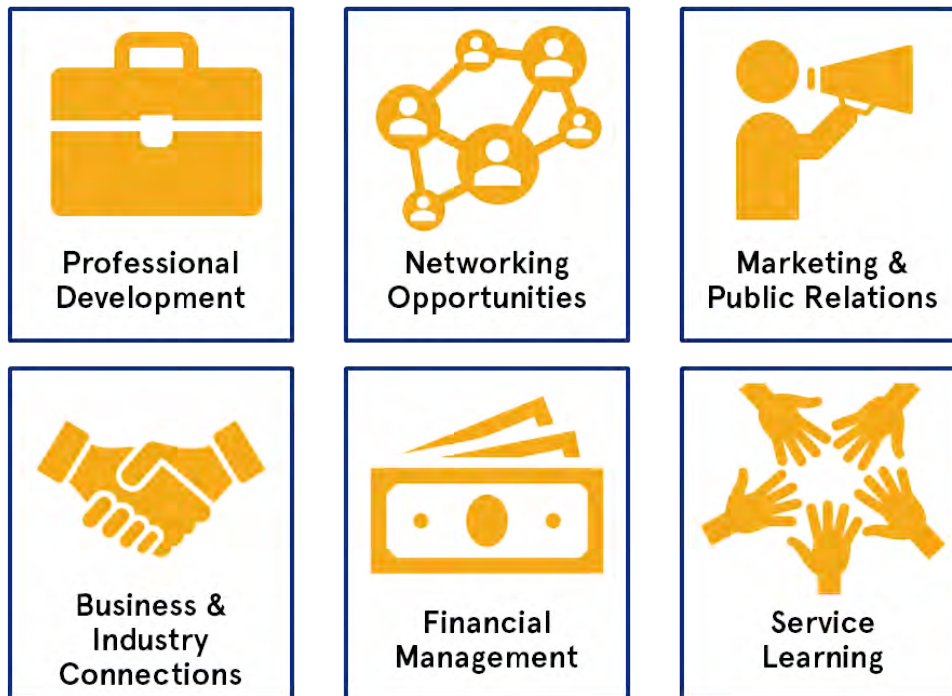 Professional
Development
Networking
Opportunities
Marketing &
Public Relations
Business &
Industry
Connections
Financial
Management
Service
Learning